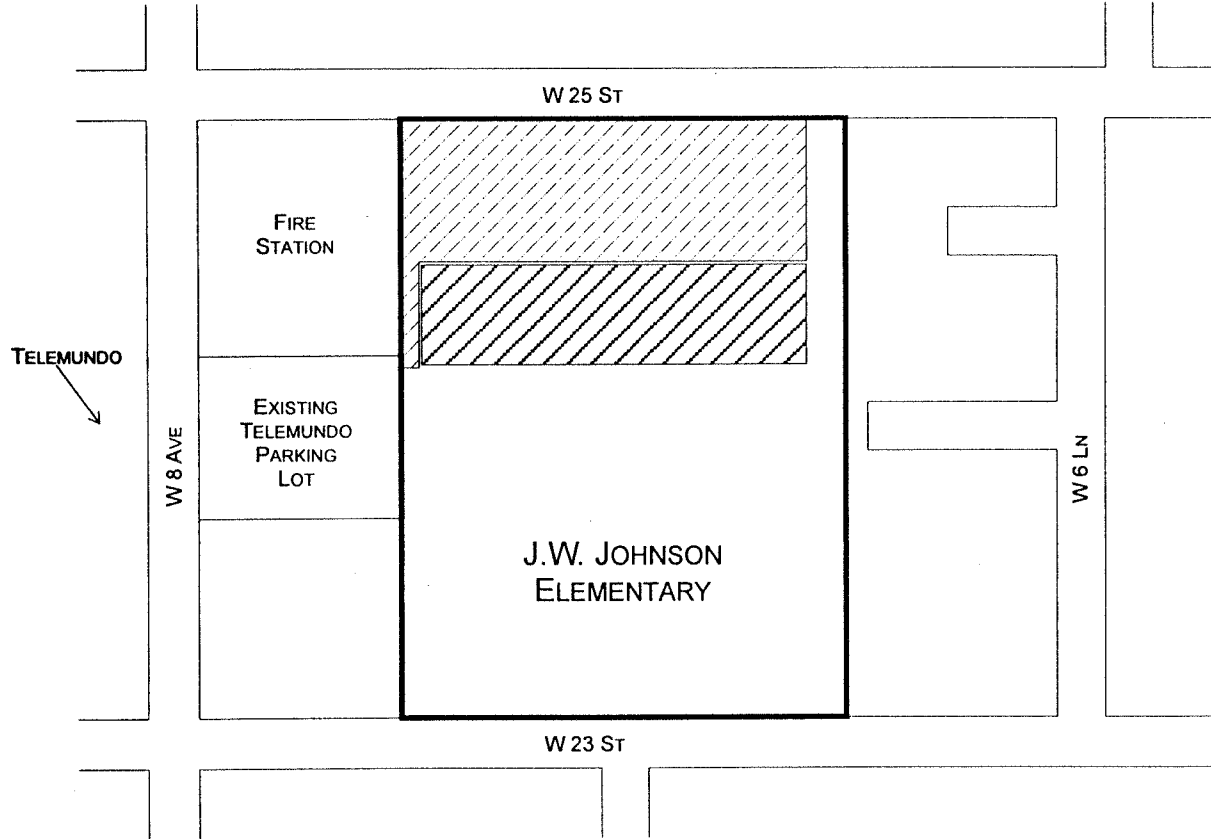 W 25 ST
FIRE
STATION
TELEMUNDO
EXISTING
TELEMUNDO
PARKING
LOT
W 8 AVE
W 6 LN
J.W. JOHNSON
ELEMENTARY
W 23 ST